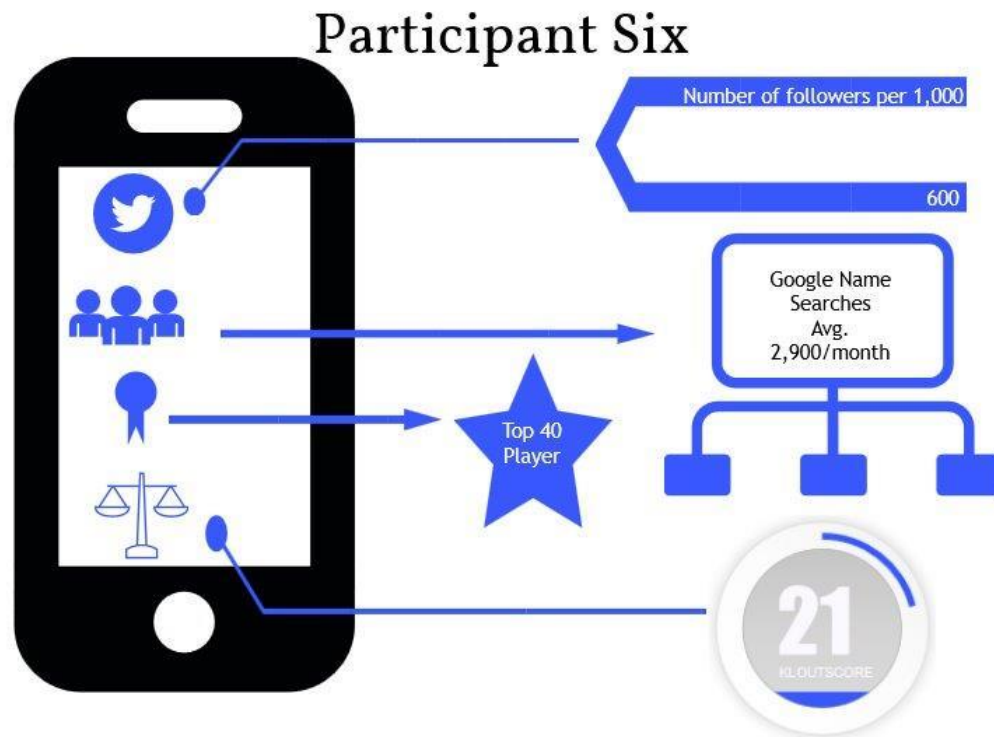 Participant Six
Number of followers per 1,000
600
Google Name
Searches
Avg.
2,900/month
Top 40
Player
21
KLOUTSCORE